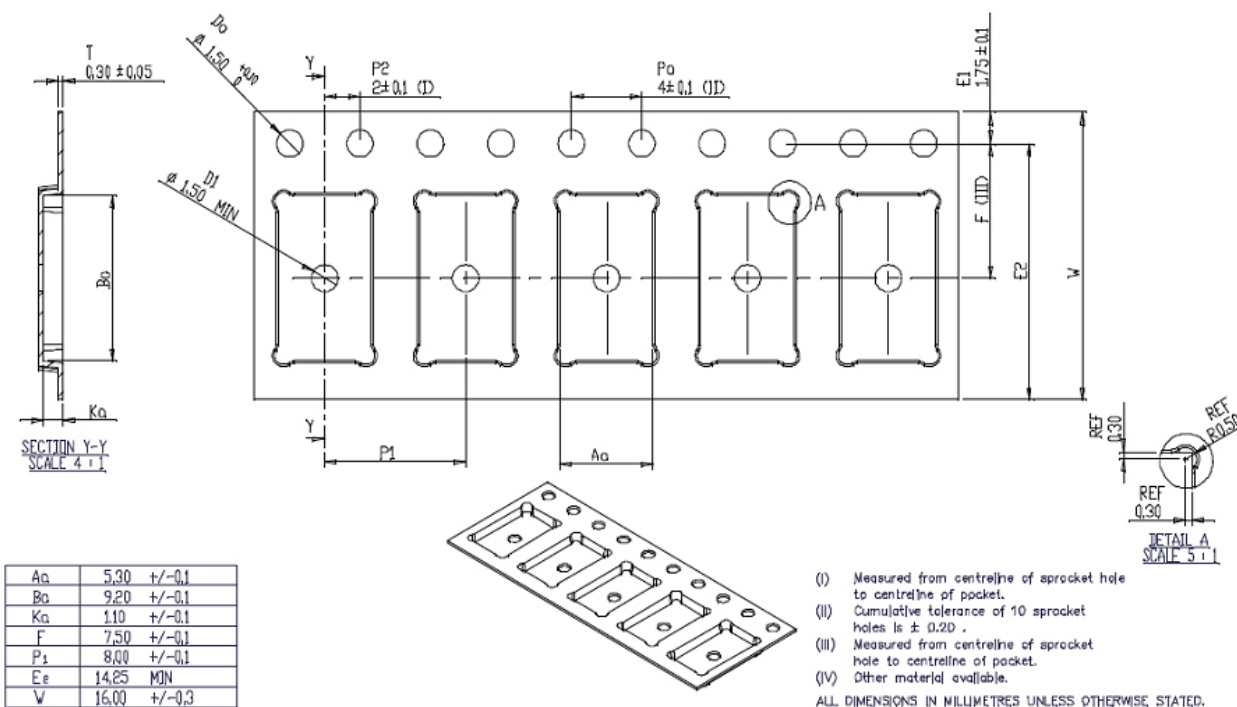 Do
ø 1.50 +0.10
0
T
0.30 ±0.05
Y
P2
2±0.1 (I)
Po
4±0.1 (II)
E1
1.75±0.1
D1
ø 1.50 MIN
A
F (III)
E2
W
Bo
Ko
SECTION Y-Y
SCALE 4 : 1
Y
P1
Ao
REF
0.30
REF
R0.50
REF
0.30
DETAIL A
SCALE 5 : 1
Ao 5.30 +/-0.1
Bo 9.20 +/-0.1
Ko 1.10 +/-0.1
F 7.50 +/-0.1
P1 8.00 +/-0.1
E2 14.25 MIN
W 16.00 +/-0.3
(I) Measured from centreline of sprocket hole
to centreline of pocket.
(II) Cumulative tolerance of 10 sprocket
holes is ± 0.20 .
(III) Measured from centreline of sprocket
hole to centreline of pocket.
(IV) Other material available.
ALL DIMENSIONS IN MILLIMETRES UNLESS OTHERWISE STATED.